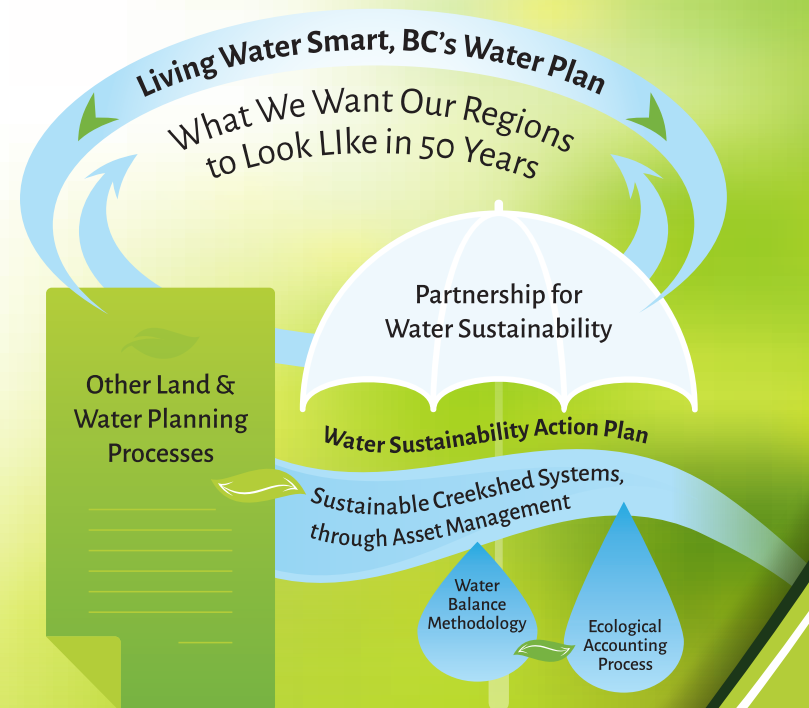 Living Water Smart, BC's Water Plan
What We Want Our Regions
to Look LIke in 50 Years
Partnership for
Water Sustainability
Other Land &
Water Planning
Processes
Water Sustainability Action Plan
Sustainable Creekshed Systems,
through Asset Management
Water
Balance
Methodology
Ecological
Accounting
Process